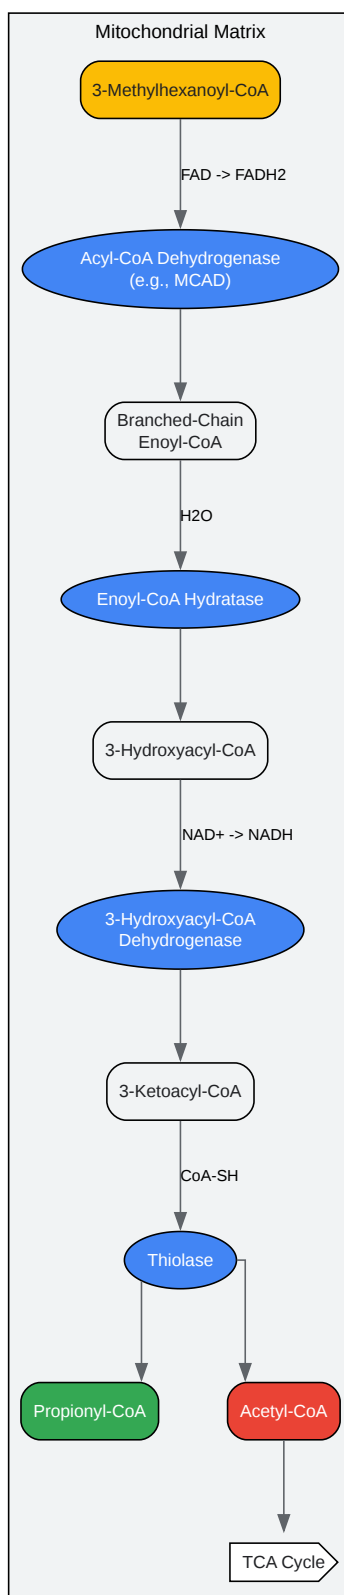 Mitochondrial Matrix
3-Methylhexanoyl-CoA
FAD -> FADH2
Acyl-CoA Dehydrogenase
(e.g., MCAD)
Branched-Chain
Enoyl-CoA
H2O
Enoyl-CoA Hydratase
3-Hydroxyacyl-CoA
NAD+ -> NADH
3-Hydroxyacyl-CoA
Dehydrogenase
3-Ketoacyl-CoA
CoA-SH
Thiolase
Propionyl-CoA
Acetyl-CoA
TCA Cycle